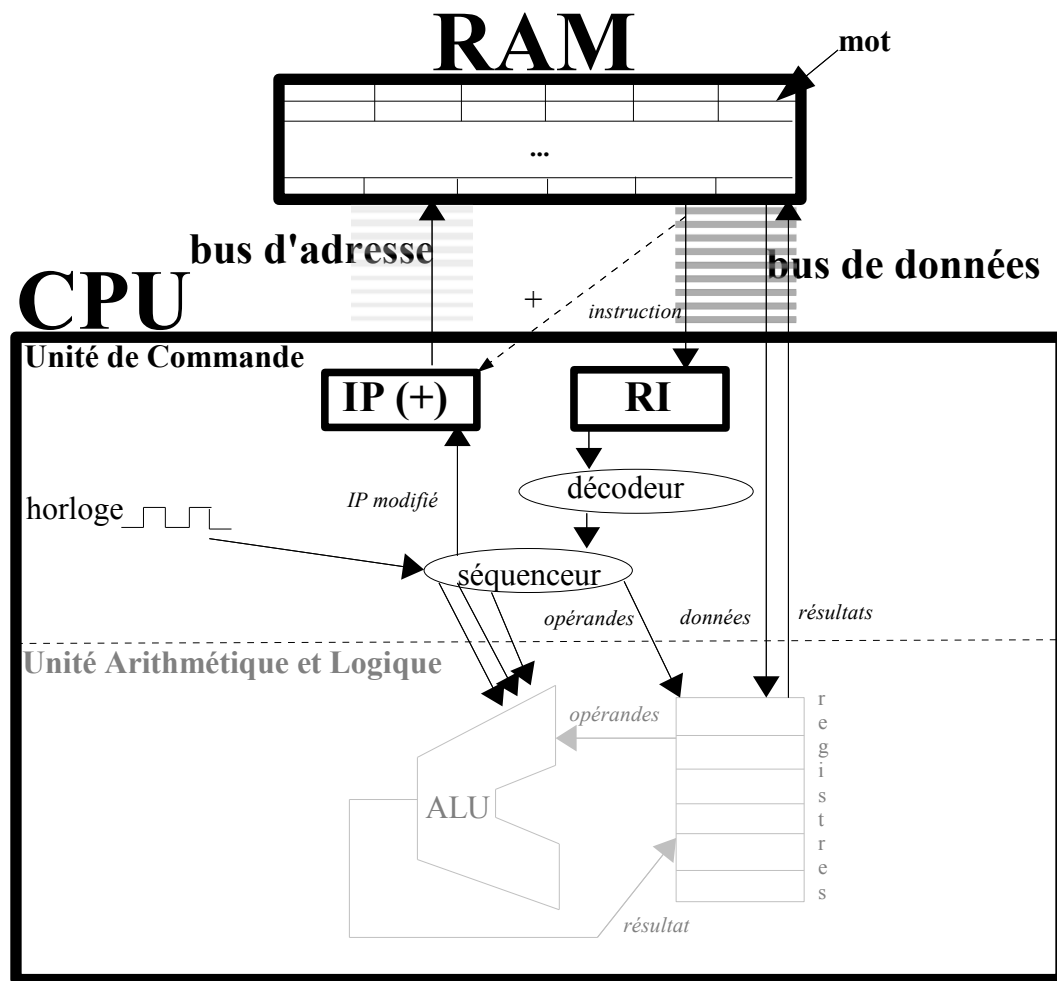 RAM
mot
...
bus d'adresse
bus de données
CPU
+
instruction
Unité de Commande
IP (+)
RI
IP modifié
décodeur
horloge
séquenceur
opérandes
données
résultats
Unité Arithmétique et Logique
opérandes
registres
ALU
résultat